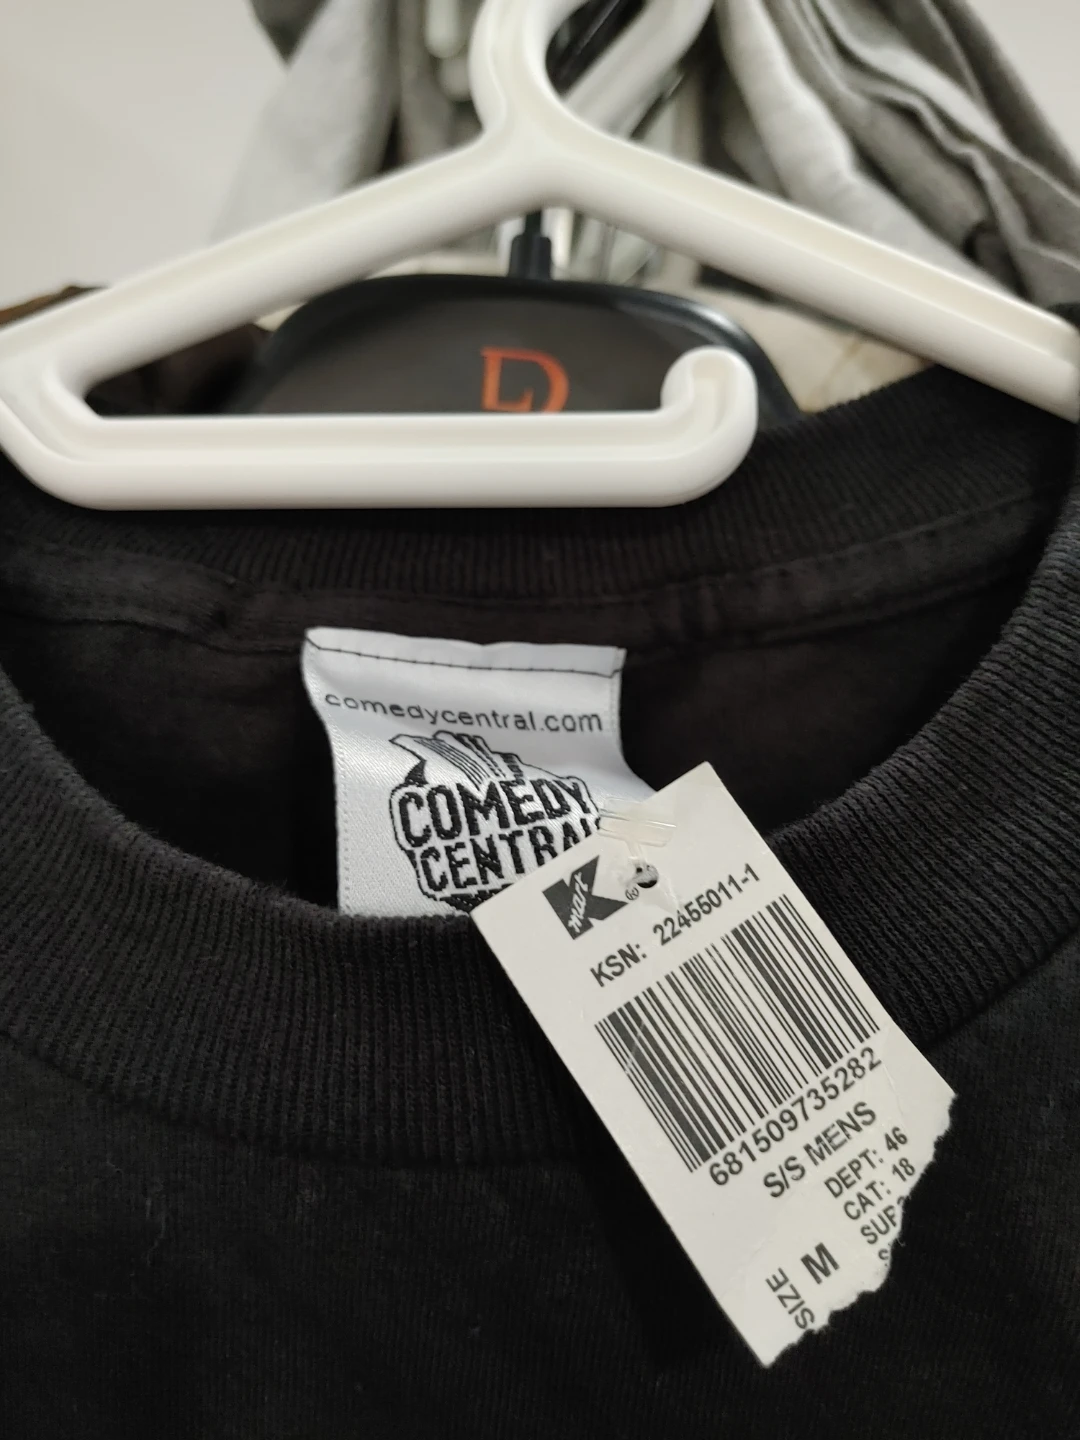 comedycentral.com
COMEDY
CENTRAL
Kmart ®
KSN: 22455011-1
681509735282
S/S MENS
DEPT: 46
CAT: 18
SIZE M